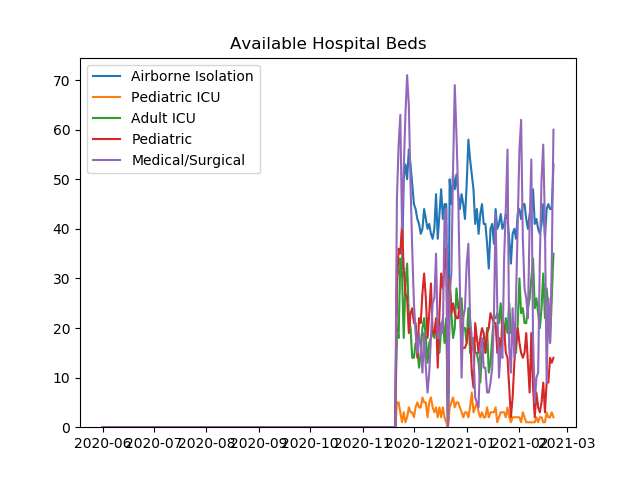 Available Hospital Beds
Airborne Isolation
Pediatric ICU
Adult ICU
Pediatric
Medical/Surgical
70
60
50
40
30
20
10
0
2020-06 2020-07 2020-08 2020-09 2020-10 2020-11 2020-12 2021-01 2021-02 2021-03